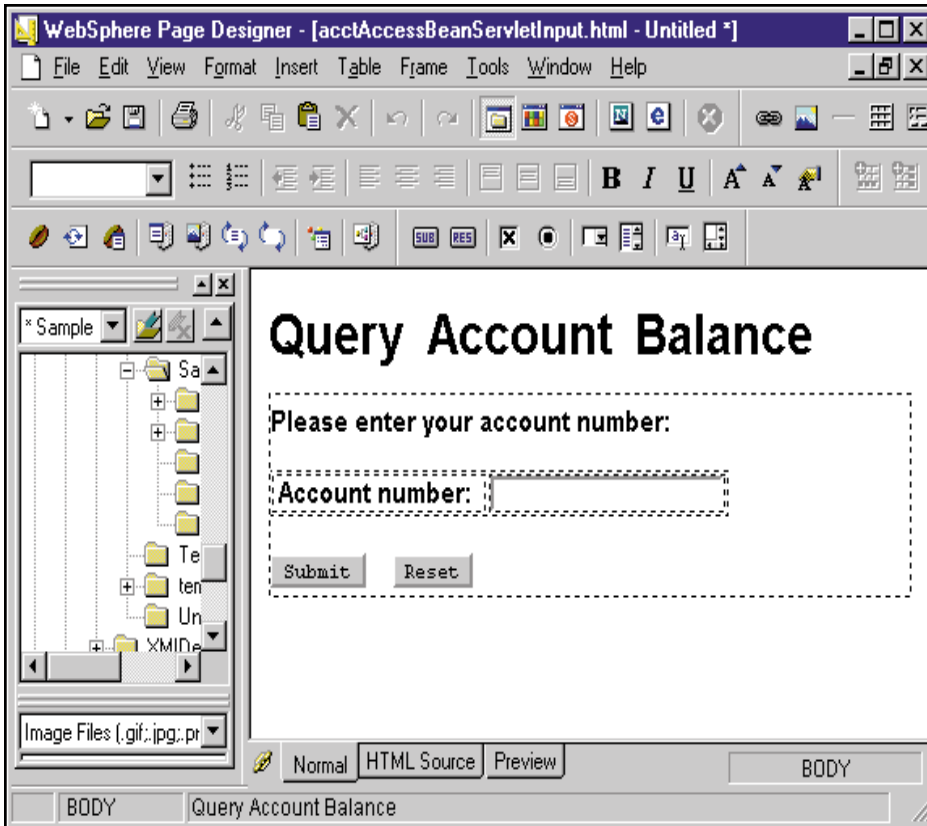 WebSphere Page Designer - [acctAccessBeanServletInput.html - Untitled *]
File Edit View Format Insert Table Frame Tools Window Help
B I U A A
SUB RES
* Sample
Query Account Balance
Sa
Please enter your account number:
Account number:
Submit Reset
Te
ten
Un
XMIDe
Image Files (.gif;.jpg;.pr
Normal HTML Source Preview BODY
BODY Query Account Balance